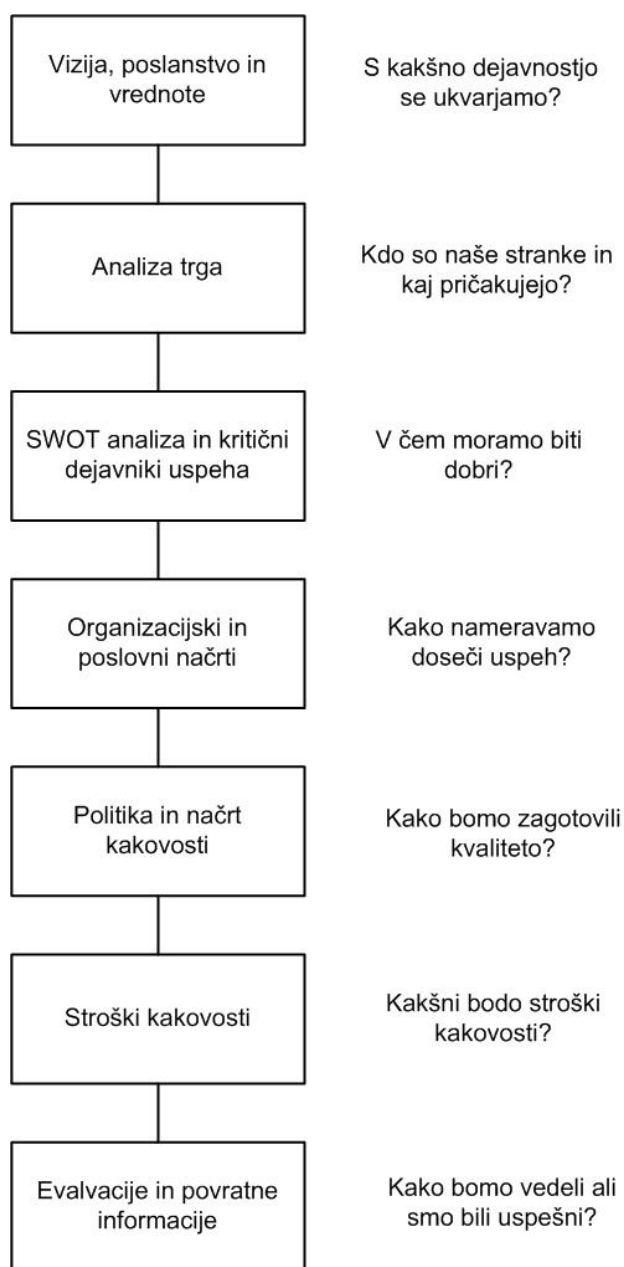 Vizija, poslanstvo in
vrednote
S kakšno dejavnostjo
se ukvarjamo?
Analiza trga
Kdo so naše stranke in
kaj pričakujejo?
SWOT analiza in kritični
dejavniki uspeha
V čem moramo biti
dobri?
Organizacijski in
poslovni načrti
Kako nameravamo
doseči uspeh?
Politika in načrt
kakovosti
Kako bomo zagotovili
kvaliteto?
Stroški kakovosti
Kakšni bodo stroški
kakovosti?
Evalvacije in povratne
informacije
Kako bomo vedeli ali
smo bili uspešni?